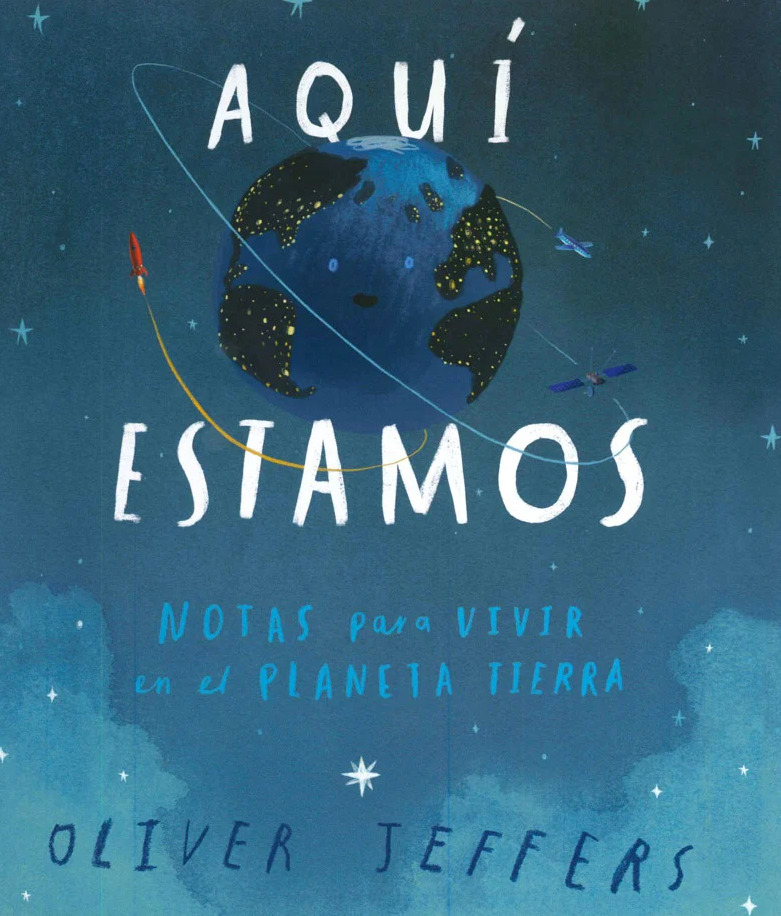 AQUÍ
ESTAMOS
NOTAS para VIVIR
en el PLANETA TIERRA
OLIVER JEFFERS